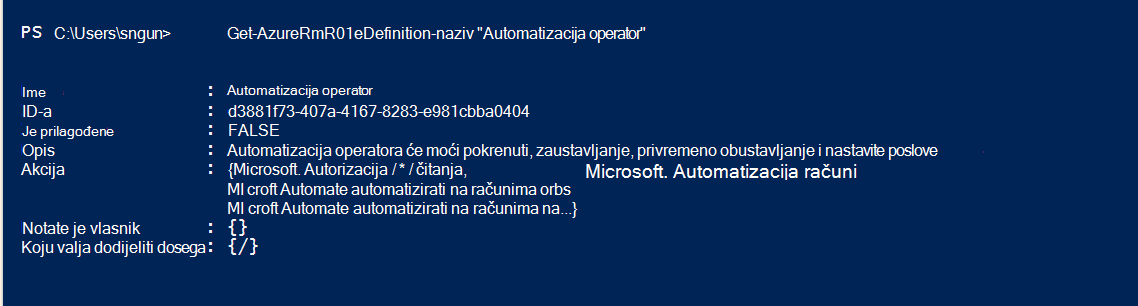 PS C:\Users\sngun> Get-AzureRmR01eDefinition-naziv "Automatizacija operator"
Ime : Automatizacija operator
ID-a : d3881f73-407a-4167-8283-e981cbba0404
Je prilagođene : FALSE
Opis : Automatizacija operatora će moći pokrenuti, zaustavljanje, privremeno obustavljanje i nastavite poslove
Akcija : {Microsoft. Autorizacija / * / čitanja, Microsoft. Automatizacija računi
MI croft Automate automatizirati na računima orbs
MI croft Automate automatizirati na računima na...}
Notate je vlasnik : {}
Koju valja dodijeliti dosega : {/}